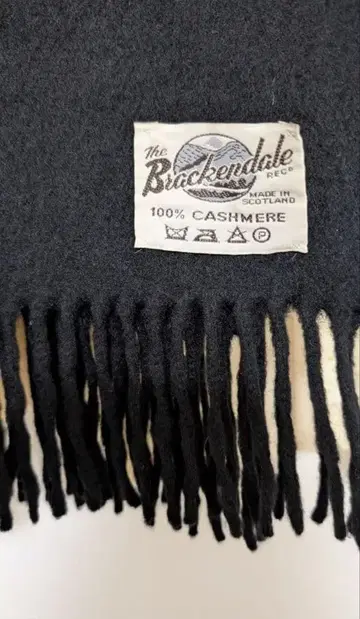 The
Brackendale
REGD
MADE IN
SCOTLAND
100% CASHMERE
P